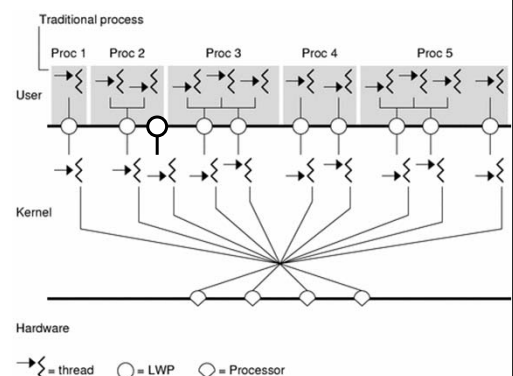 Traditional process
Proc 1 Proc 2 Proc 3 Proc 4 Proc 5
User
Kernel
Hardware
= thread = LWP = Processor